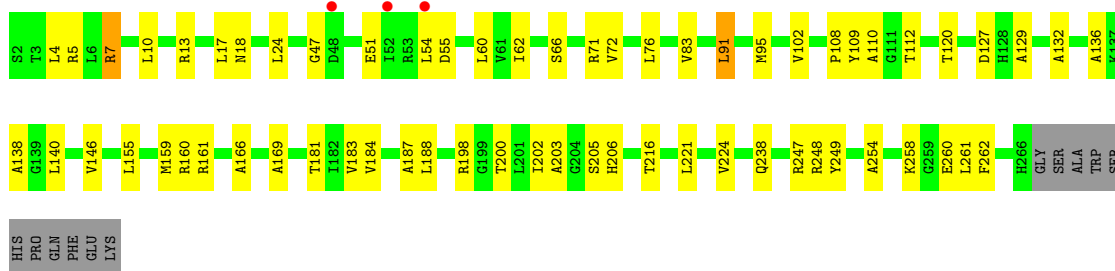 S2 T3 L4 R5 L6 R7 L10 R13 L17 N18 L24 G47 D48 E51 I52 R53 L54 D55 L60 V61 I62 S66 R71 V72 L76 V83 L91 M95 V102 P108 Y109 A110 G111 T112 T120 D127 H128 A129 A132 A136 K137
A138 G139 L140 V146 L155 M159 R160 R161 A166 A169 T181 I182 V183 V184 A187 L188 R198 G199 T200 L201 I202 A203 G204 S205 H206 T216 L221 V224 Q238 R247 R248 Y249 A254 K258 G259 E260 L261 F262 H266 GLY SER ALA TRP SER
HIS PRO GLN PHE GLU LYS